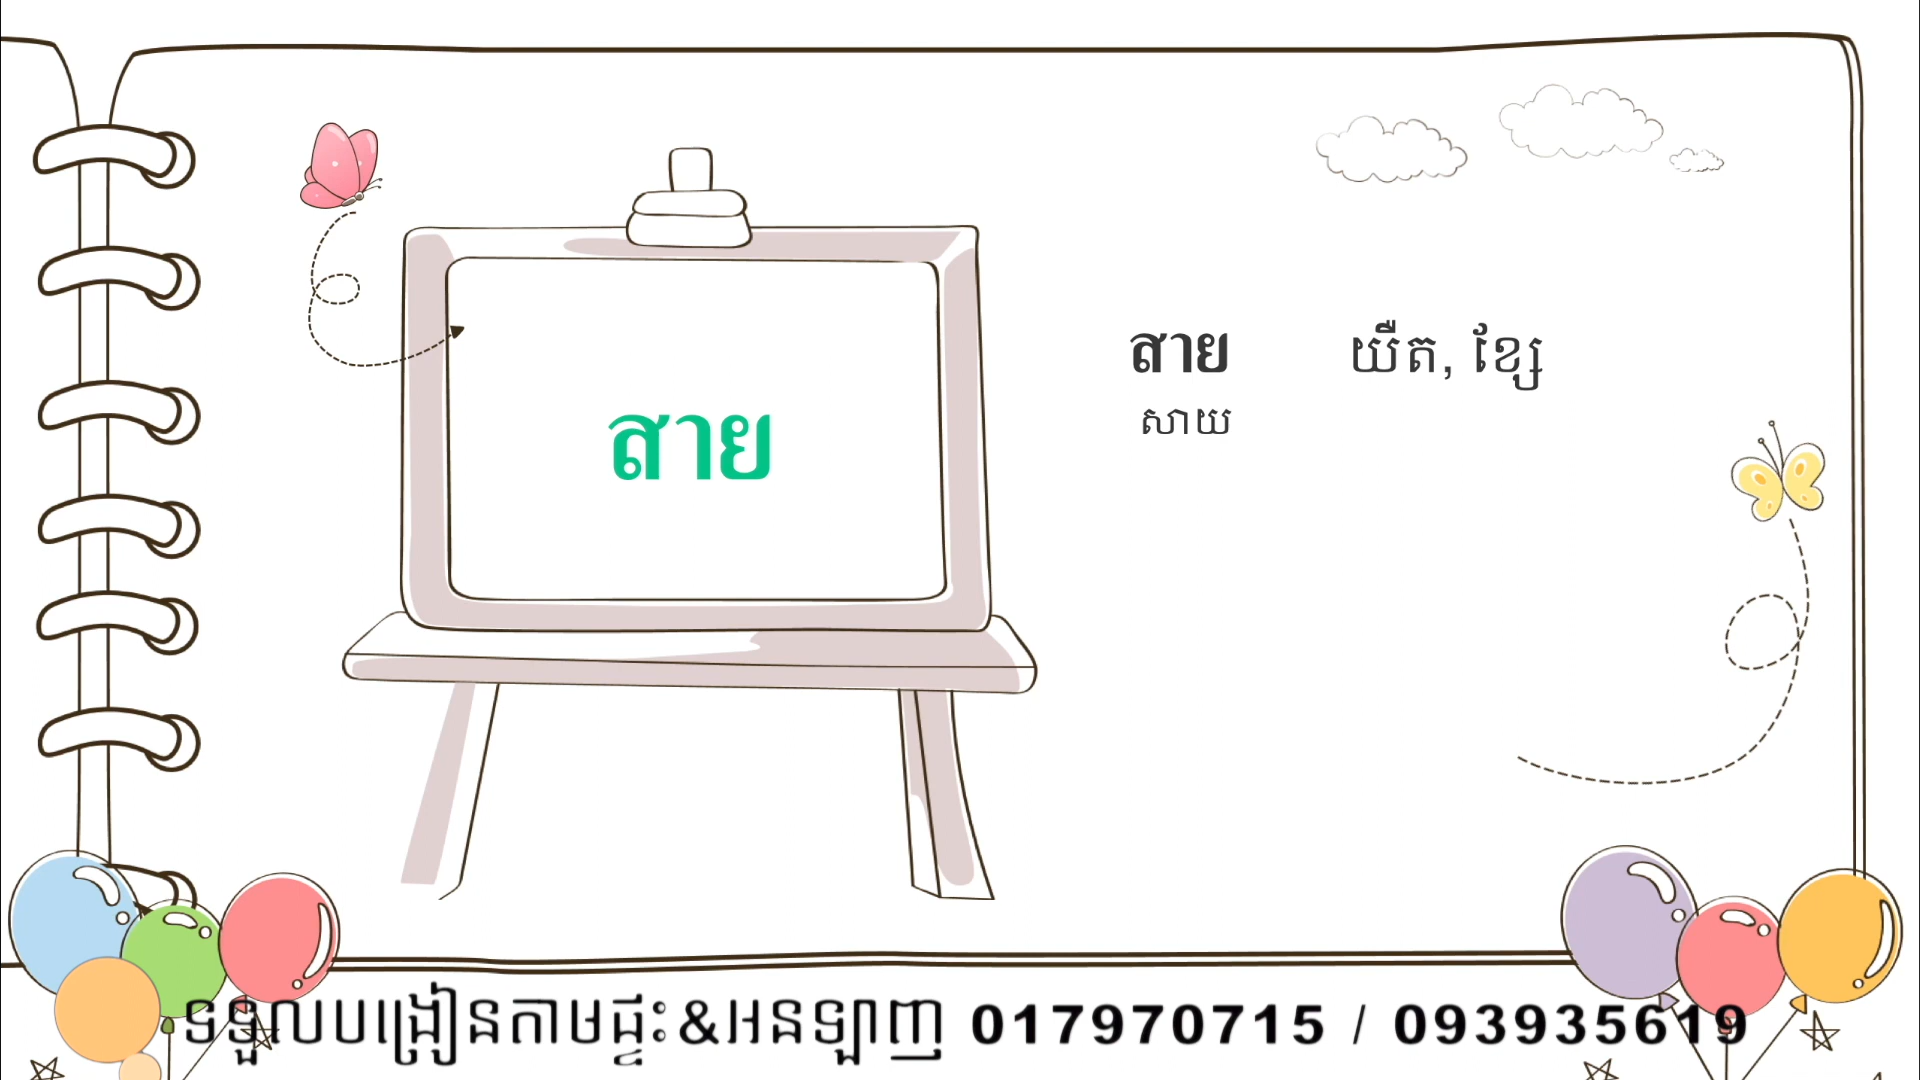 สาย
สาย យឺត, ខ្សែ
សាយ
ទទួលបង្រៀនតាមផ្ទះ&អនឡាញ 017970715 / 093935619